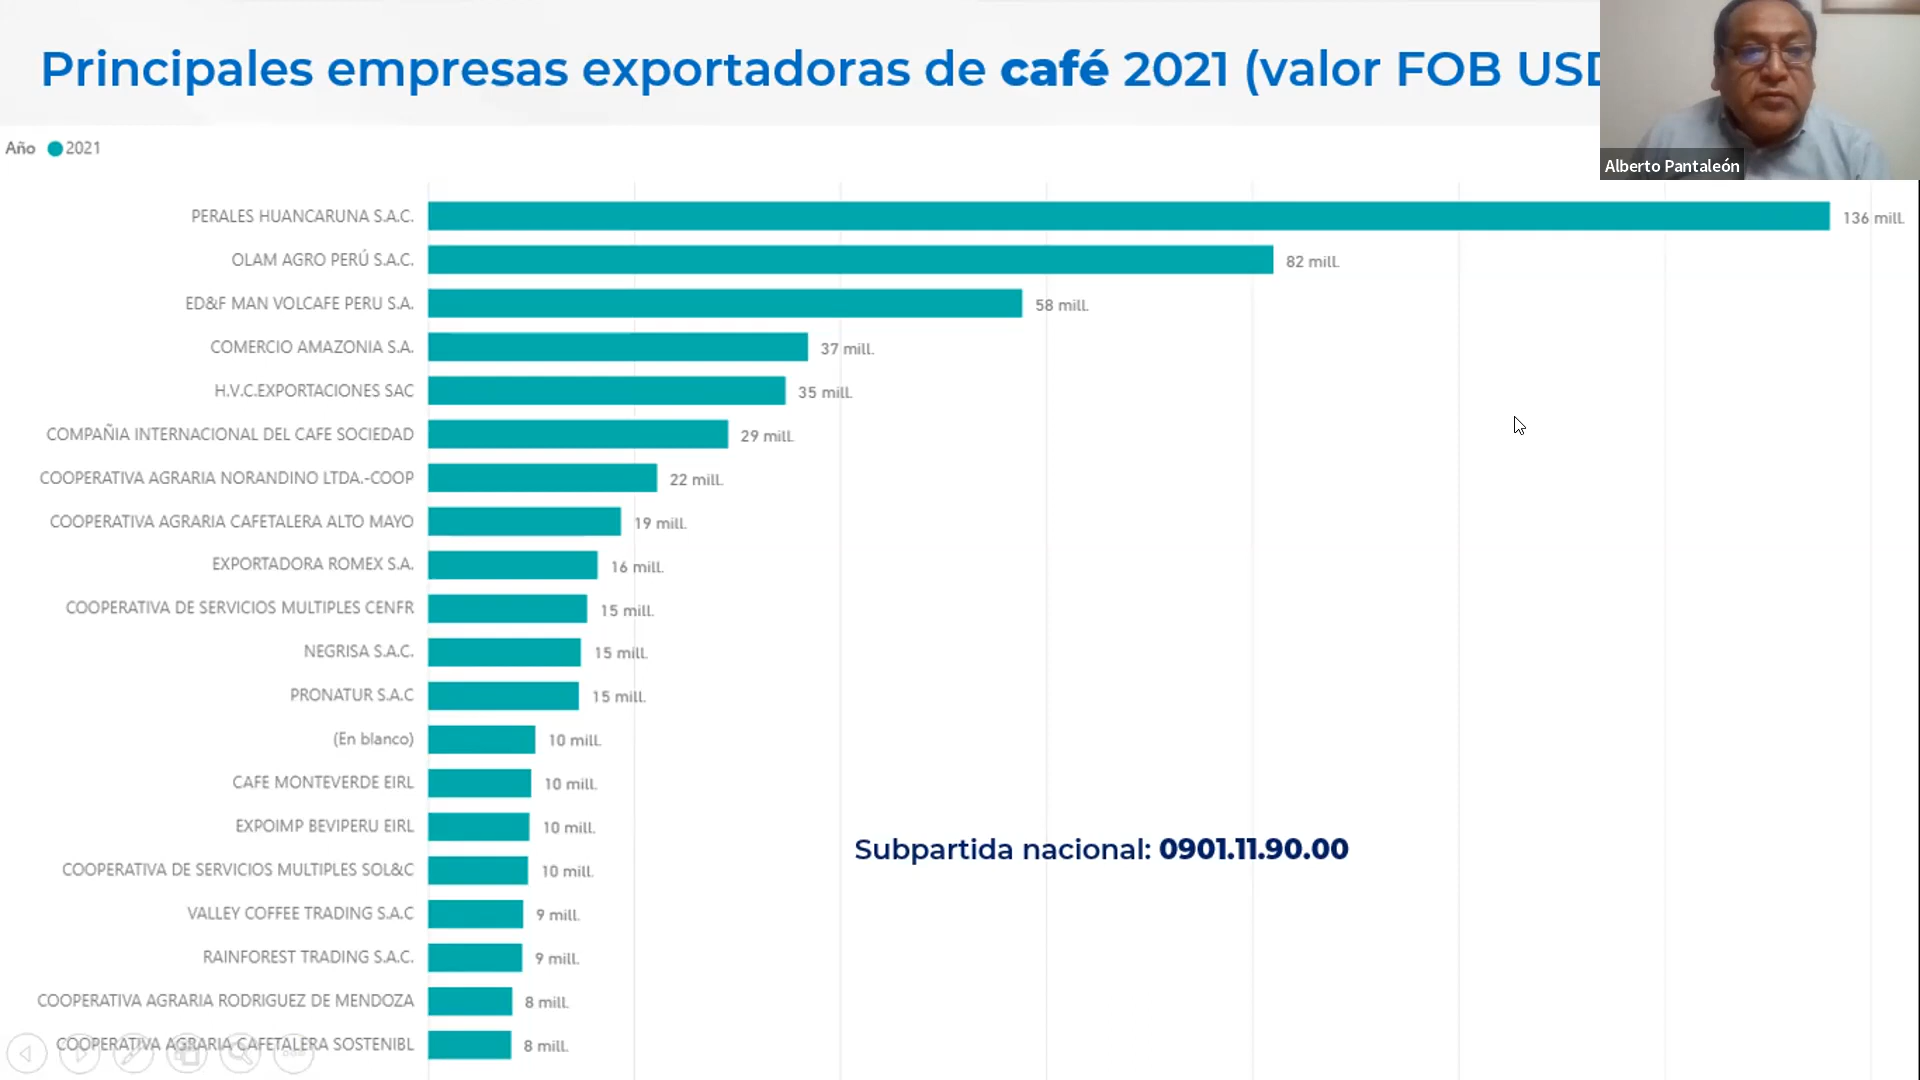 Principales empresas exportadoras de café 2021 (valor FOB USD
Alberto Pantaleón
Año 2021
PERALES HUANCARUNA S.A.C. 136 mill.
OLAM AGRO PERÚ S.A.C. 82 mill.
ED&F MAN VOLCAFE PERU S.A. 58 mill.
COMERCIO AMAZONIA S.A. 37 mill.
H.V.C.EXPORTACIONES SAC 35 mill.
COMPAÑIA INTERNACIONAL DEL CAFE SOCIEDAD 29 mill.
COOPERATIVA AGRARIA NORANDINO LTDA.-COOP 22 mill.
COOPERATIVA AGRARIA CAFETALERA ALTO MAYO 19 mill.
EXPORTADORA ROMEX S.A. 16 mill.
COOPERATIVA DE SERVICIOS MULTIPLES CENFR 15 mill.
NEGRISA S.A.C. 15 mill.
PRONATUR S.A.C 15 mill.
(En blanco) 10 mill.
CAFE MONTEVERDE EIRL 10 mill.
EXPOIMP BEVIPERU EIRL 10 mill.
Subpartida nacional: 0901.11.90.00
COOPERATIVA DE SERVICIOS MULTIPLES SOL&C 10 mill.
VALLEY COFFEE TRADING S.A.C 9 mill.
RAINFOREST TRADING S.A.C. 9 mill.
COOPERATIVA AGRARIA RODRIGUEZ DE MENDOZA 8 mill.
COOPERATIVA AGRARIA CAFETALERA SOSTENIBL 8 mill.